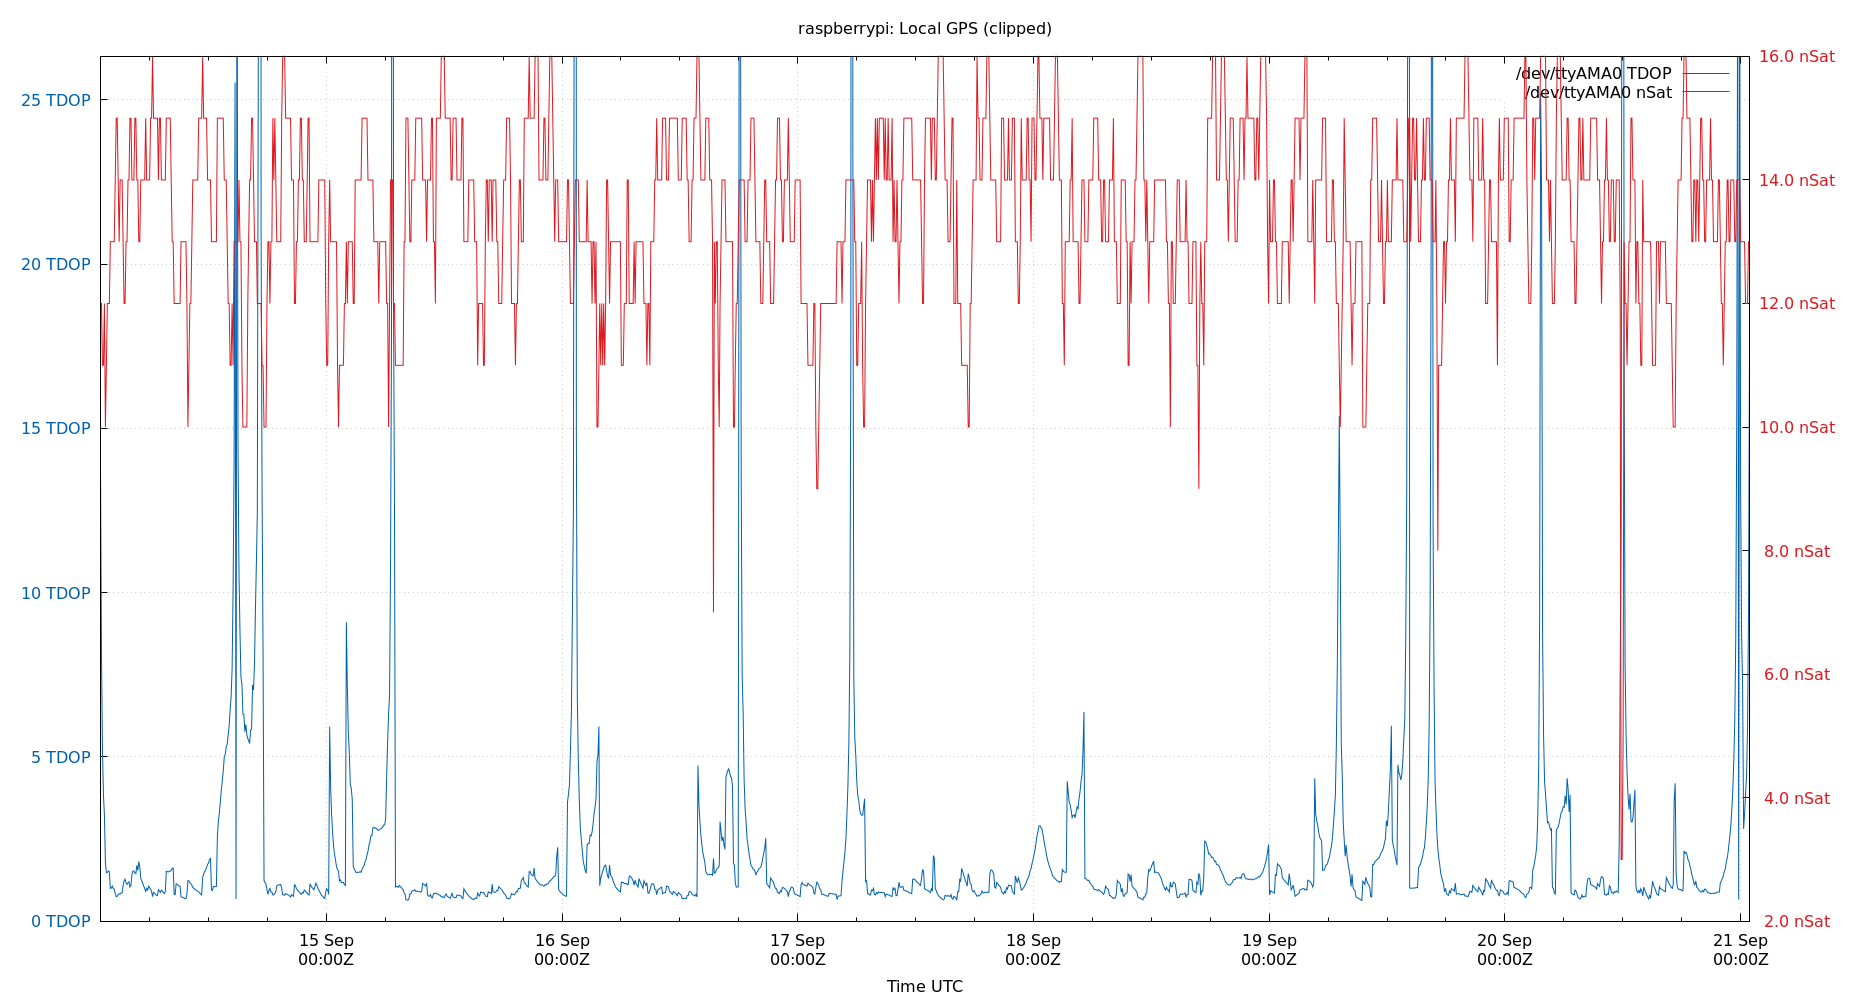 raspberrypi: Local GPS (clipped)
/dev/ttyAMA0 TDOP
/dev/ttyAMA0 nSat
25 TDOP
20 TDOP
15 TDOP
10 TDOP
5 TDOP
0 TDOP
16.0 nSat
14.0 nSat
12.0 nSat
10.0 nSat
8.0 nSat
6.0 nSat
4.0 nSat
2.0 nSat
15 Sep 16 Sep 17 Sep 18 Sep 19 Sep 20 Sep 21 Sep
00:00Z 00:00Z 00:00Z 00:00Z 00:00Z 00:00Z 00:00Z
Time UTC